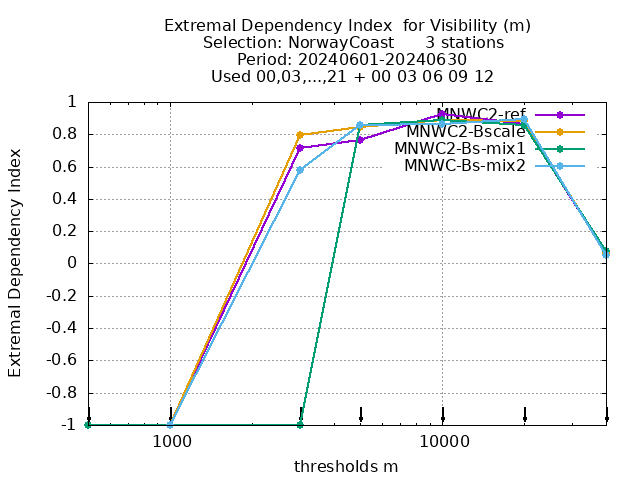 Extremal Dependency Index  for Visibility (m)
Selection: NorwayCoast      3 stations
Period: 20240601-20240630
Used 00,03,...,21 + 00 03 06 09 12
Extremal Dependency Index
1
0.8
0.6
0.4
0.2
0
-0.2
-0.4
-0.6
-0.8
-1
MNWC2-ref
MNWC2-Bscale
MNWC2-Bs-mix1
MNWC-Bs-mix2
1000
10000
thresholds m